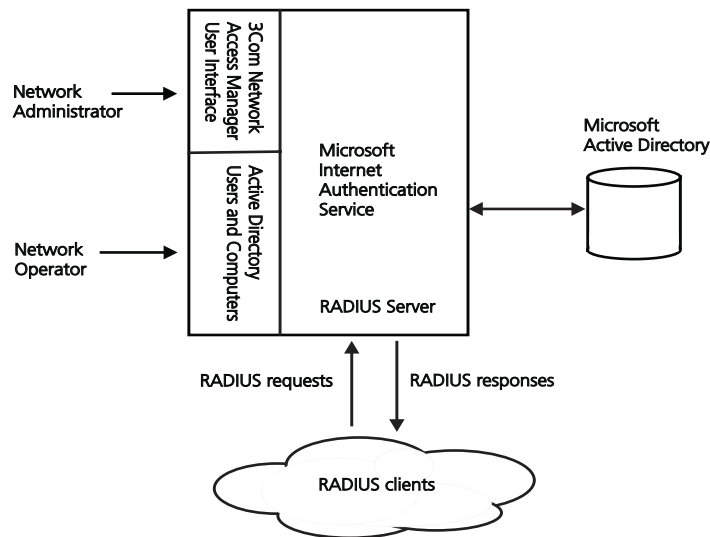 3Com Network
Access Manager
User Interface
Network
Administrator
Microsoft
Active Directory
Microsoft
Internet
Authentication
Service
Active Directory
Users and Computers
Network
Operator
RADIUS Server
RADIUS requests
RADIUS responses
RADIUS clients